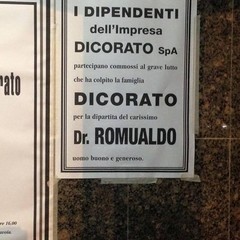 I DIPENDENTI
dell'Impresa
DICORATO SpA
partecipano commossi al grave lutto
che ha colpito la famiglia
DICORATO
per la dipartita del carissimo
Dr. ROMUALDO
uomo buono e generoso.
rato